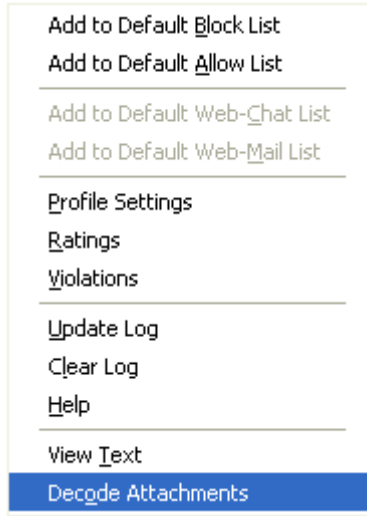 Add to Default Block List
Add to Default Allow List
Add to Default Web-Chat List
Add to Default Web-Mail List
Profile Settings
Ratings
Violations
Update Log
Clear Log
Help
View Text
Decode Attachments